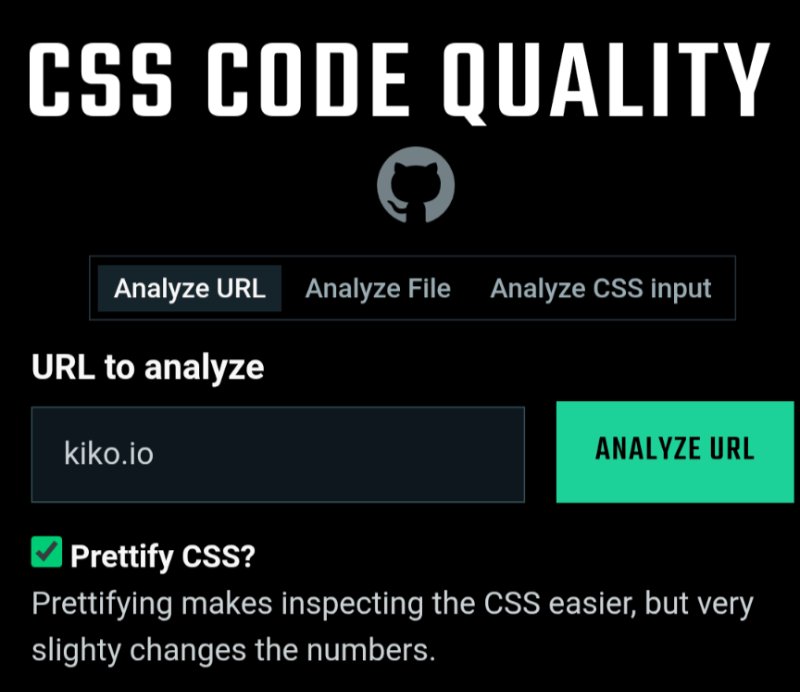 CSS CODE QUALITY
Analyze URL Analyze File Analyze CSS input
URL to analyze
kiko.io ANALYZE URL
Prettify CSS?
Prettifying makes inspecting the CSS easier, but very
slighty changes the numbers.